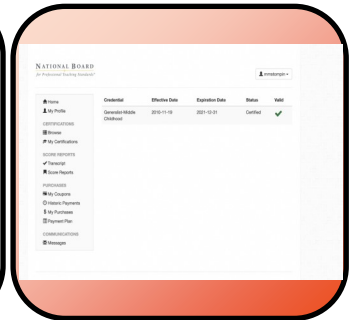 NATIONAL BOARD
for Professional Teaching Standards®
Home
My Profile
CERTIFICATIONS
Browse
My Certifications
SCORE REPORTS
Transcript
Score Reports
PURCHASES
My Coupons
Historic Payments
My Purchases
Payment Plan
COMMUNICATIONS
Messages
Credential Effective Date Expiration Date Status Valid
Generalist-Middle 2010-11-19 2021-12-31 Certified
Childhood